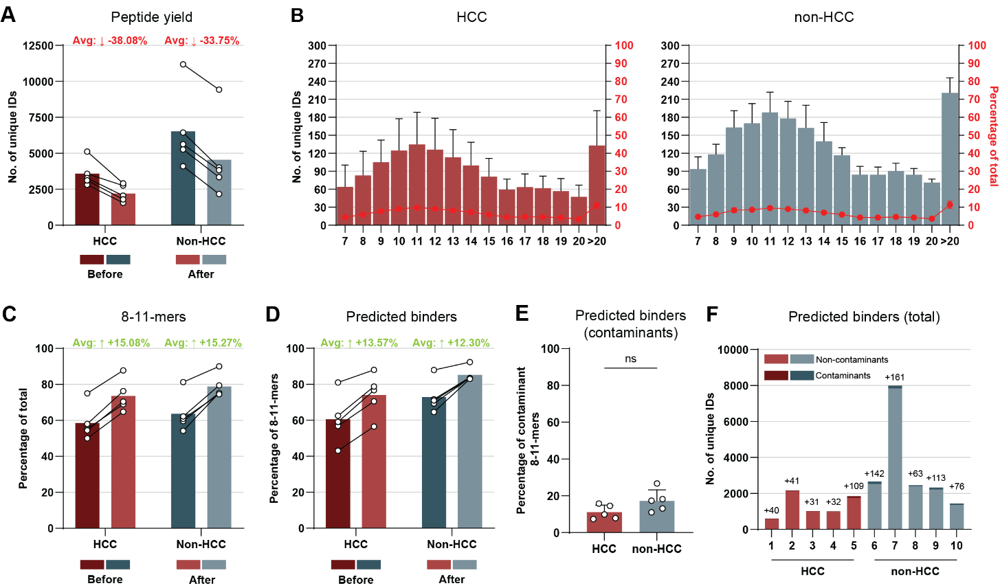 A
Peptide yield
Avg: ↓ -38.08%
Avg: ↓ -33.75%
No. of unique IDs
12500
10000
7500
5000
2500
0
HCC
Non-HCC
Before
After
B
HCC
No. of unique IDs
300
270
240
210
180
150
120
90
60
30
0
100
90
80
70
60
50
40
30
20
10
0
7 8 9 10 11 12 13 14 15 16 17 18 19 20 >20
non-HCC
300
270
240
210
180
150
120
90
60
30
0
100
90
80
70
60
50
40
30
20
10
0
Percentage of total
7 8 9 10 11 12 13 14 15 16 17 18 19 20 >20
C
8-11-mers
Avg: ↑ +15.08%
Avg: ↑ +15.27%
Percentage of total
100
80
60
40
20
0
HCC
Non-HCC
Before
After
D
Predicted binders
Avg: ↑ +13.57%
Avg: ↑ +12.30%
Percentage of 8-11-mers
100
80
60
40
20
0
HCC
Non-HCC
Before
After
E
Predicted binders
(contaminants)
Percentage of contaminant
8-11-mers
100
80
60
40
20
0
ns
HCC
non-HCC
F
Predicted binders (total)
No. of unique IDs
10000
8000
6000
4000
2000
0
Non-contaminants
Contaminants
+40
+41
+31
+32
+109
+142
+161
+63
+113
+76
1 2 3 4 5 6 7 8 9 10
HCC
non-HCC